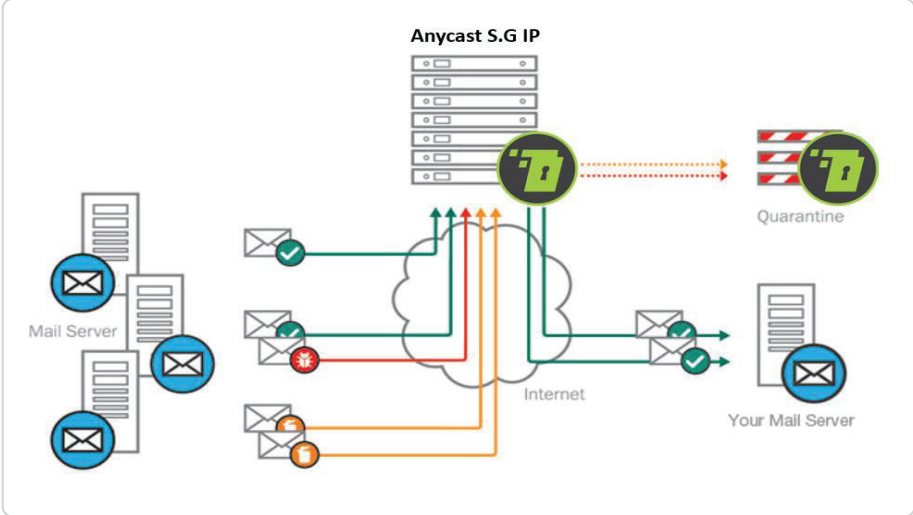 Anycast S.G IP
Quarantine
Mail Server
Internet
Your Mail Server